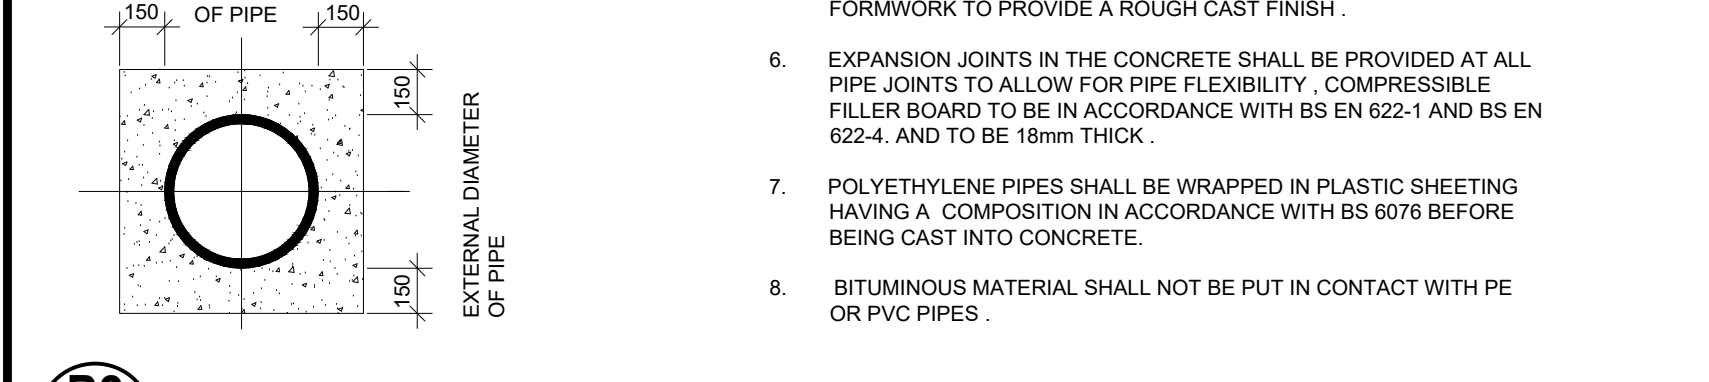 150
OF PIPE
150
150
EXTERNAL DIAMETER
OF PIPE
150
FORMWORK TO PROVIDE A ROUGH CAST FINISH .
6. EXPANSION JOINTS IN THE CONCRETE SHALL BE PROVIDED AT ALL
PIPE JOINTS TO ALLOW FOR PIPE FLEXIBILITY , COMPRESSIBLE
FILLER BOARD TO BE IN ACCORDANCE WITH BS EN 622-1 AND BS EN
622-4. AND TO BE 18mm THICK .
7. POLYETHYLENE PIPES SHALL BE WRAPPED IN PLASTIC SHEETING
HAVING A COMPOSITION IN ACCORDANCE WITH BS 6076 BEFORE
BEING CAST INTO CONCRETE.
8. BITUMINOUS MATERIAL SHALL NOT BE PUT IN CONTACT WITH PE
OR PVC PIPES .